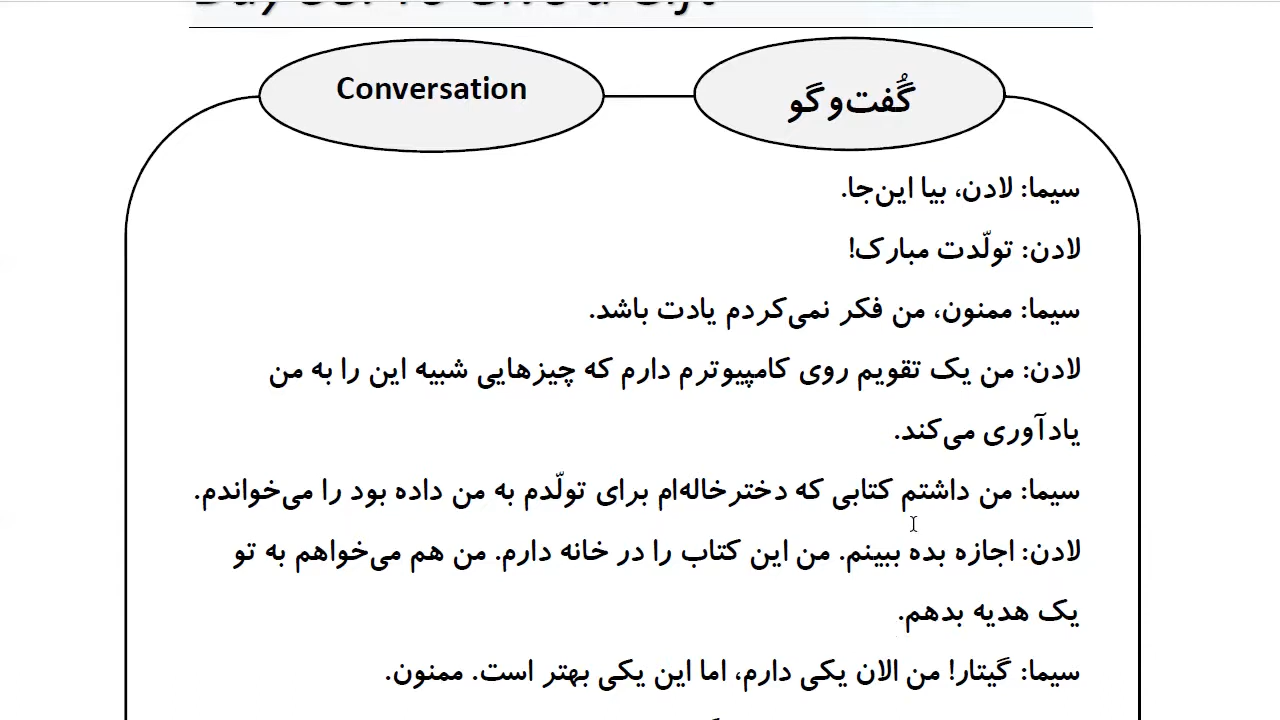 Conversation
گُفت‌وگو
سیما: لادن، بیا این‌جا.
لادن: تولّدت مبارک!
سیما: ممنون، من فکر نمی‌کردم یادت باشد.
لادن: من یک تقویم روی کامپیوترم دارم که چیزهایی شبیه این را به من
یادآوری می‌کند.
سیما: من داشتم کتابی که دخترخاله‌ام برای تولّدم به من داده بود را می‌خواندم.
لادن: اجازه بده ببینم. من این کتاب را در خانه دارم. من هم می‌خواهم به تو
یک هدیه بدهم.
سیما: گیتار! من الان یکی دارم، اما این یکی بهتر است. ممنون.